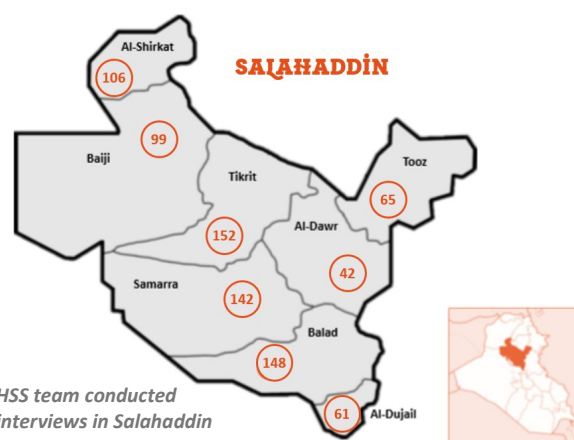 Al-Shirkat
SALAHADDİN
106
99
Baiji
Tooz
Tikrit
65
Al-Dawr
152
42
Samarra
142
Balad
148
HSS team conducted
61
Al-Dujail
interviews in Salahaddin